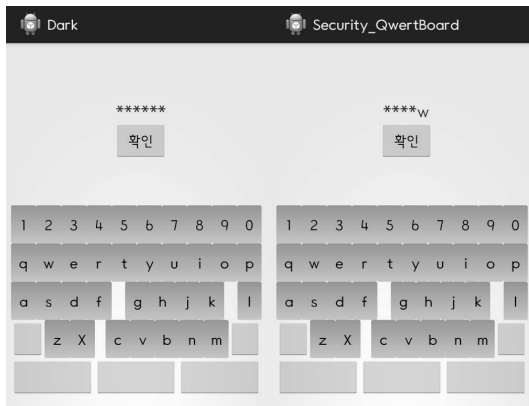 Dark
******
확인
1 2 3 4 5 6 7 8 9 0
q w e r t y u i o p
a s d f g h j k l
z X c v b n m
Security_QwertBoard
****w
확인
1 2 3 4 5 6 7 8 9 0
q w e r t y u i o p
a s d f g h j k l
z X c v b n m